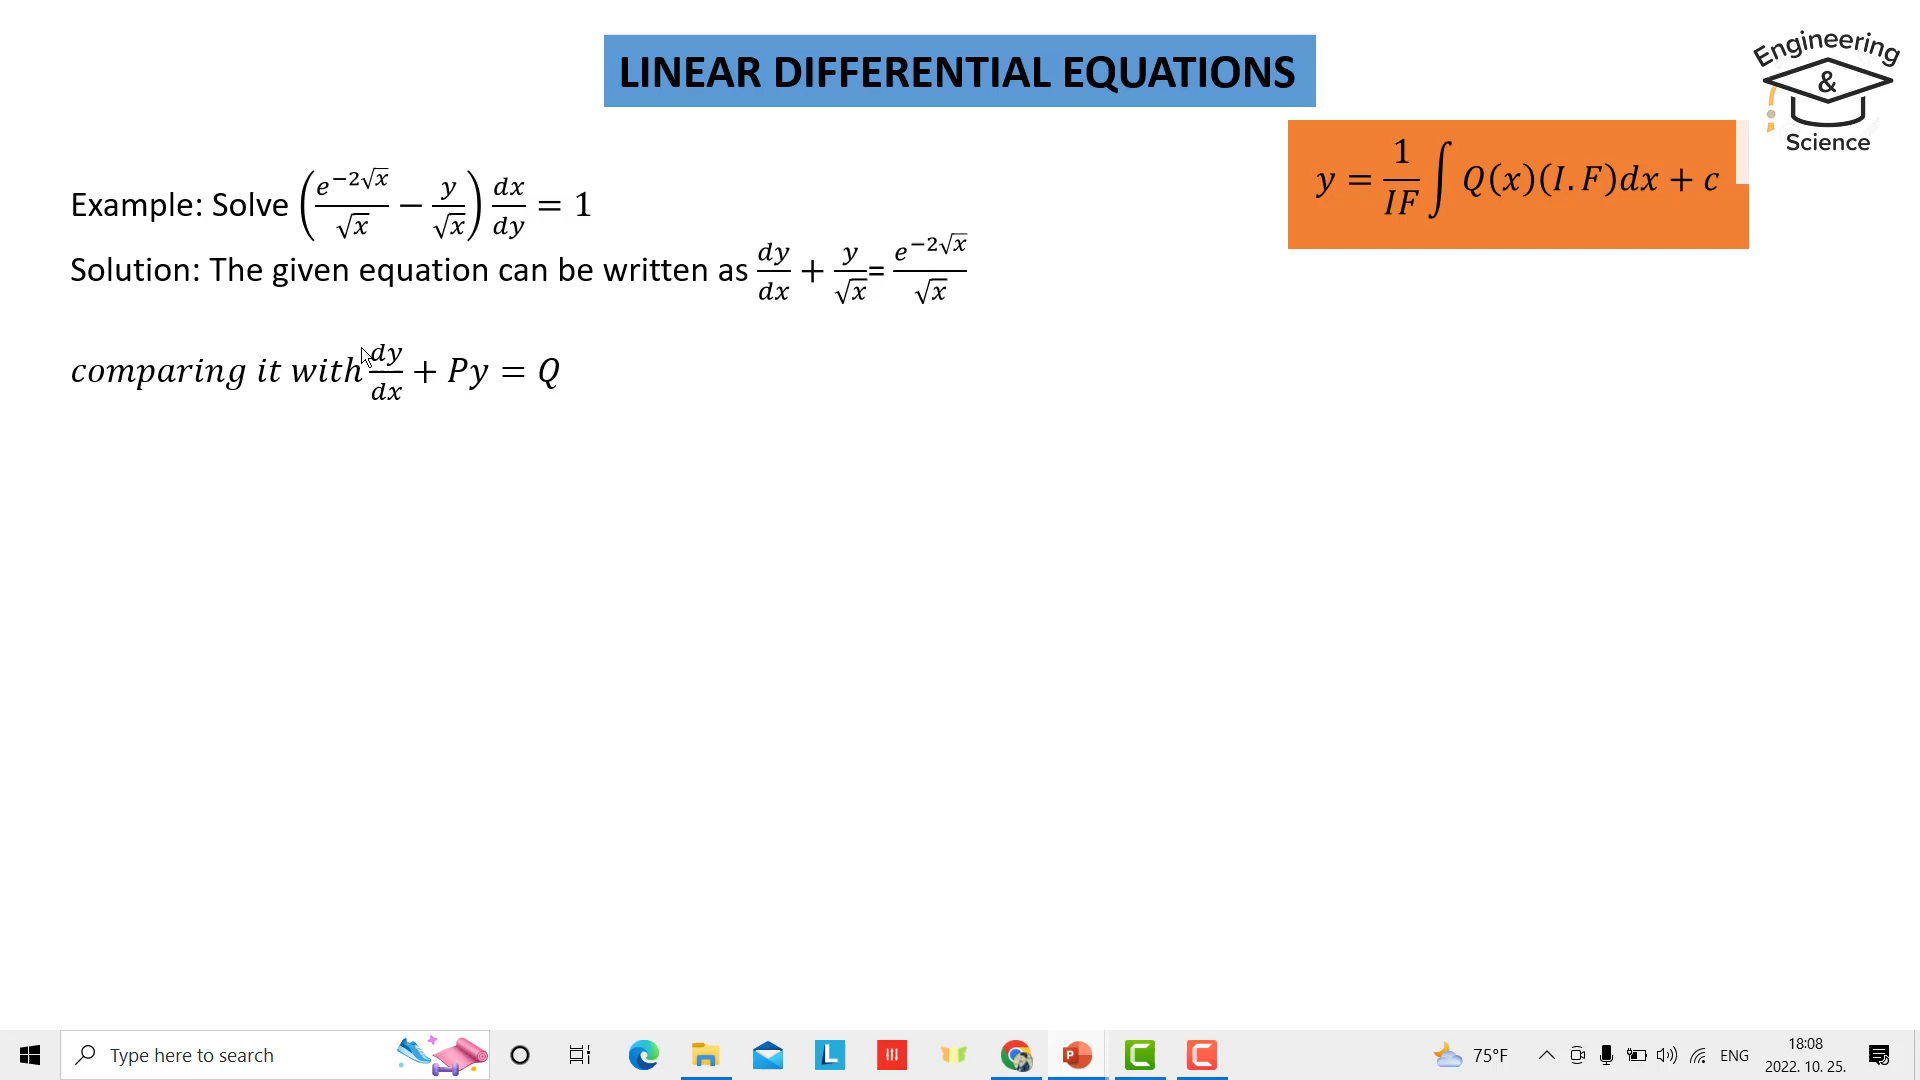 LINEAR DIFFERENTIAL EQUATIONS
Engineering
&
Science
y = 1/IF ∫ Q(x)(I.F)dx + c
Example: Solve (e^{−2√x}/√x − y/√x) dx/dy = 1
Solution: The given equation can be written as dy/dx + y/√x = e^{−2√x}/√x
comparing it with dy/dx + Py = Q
Type here to search
L
P
C
C
75°F
ENG
18:08
2022. 10. 25.